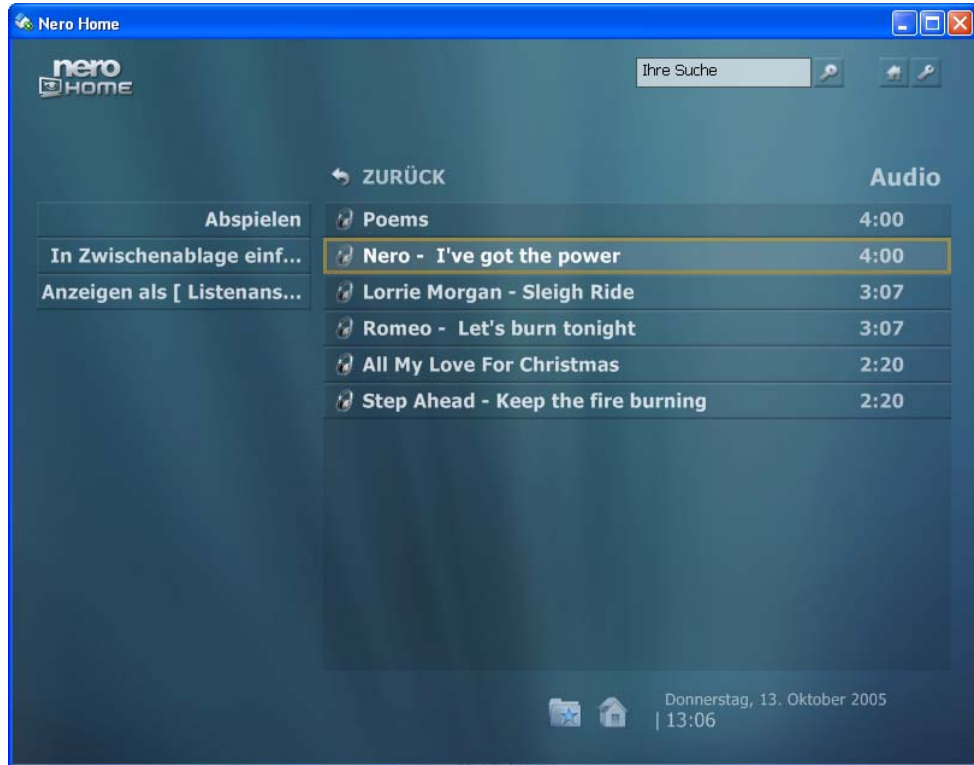 Nero Home
nero
HOME
Ihre Suche
ZURÜCK Audio
Abspielen
In Zwischenablage einf...
Anzeigen als [ Listenans...
Poems 4:00
Nero - I've got the power 4:00
Lorrie Morgan - Sleigh Ride 3:07
Romeo - Let's burn tonight 3:07
All My Love For Christmas 2:20
Step Ahead - Keep the fire burning 2:20
Donnerstag, 13. Oktober 2005
| 13:06